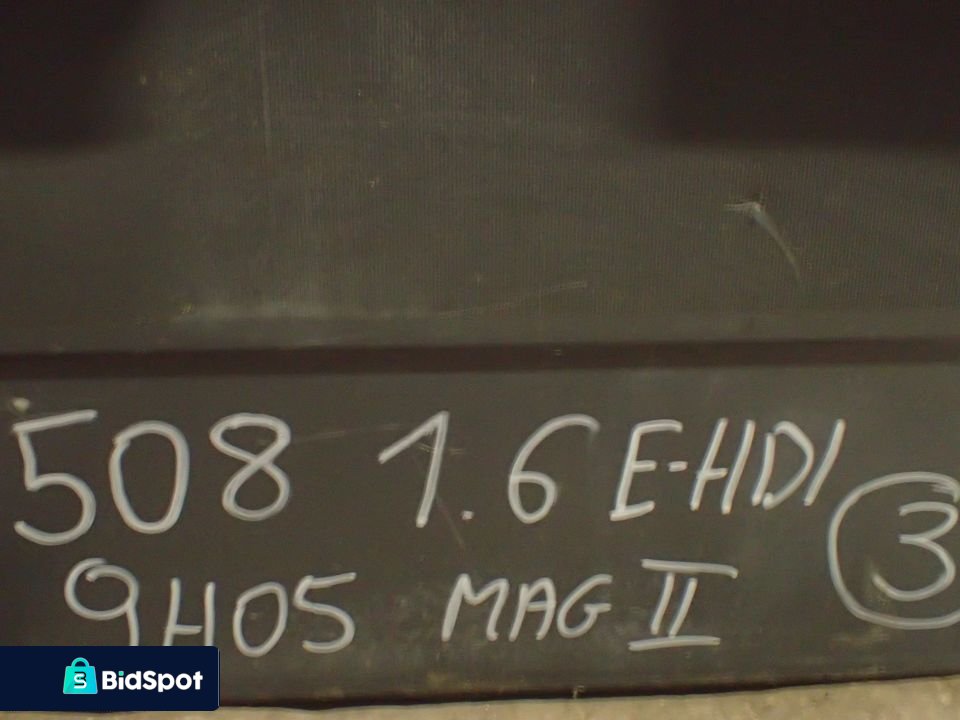 508 1.6 E-HDI
3
9H05 MAG II
BidSpot